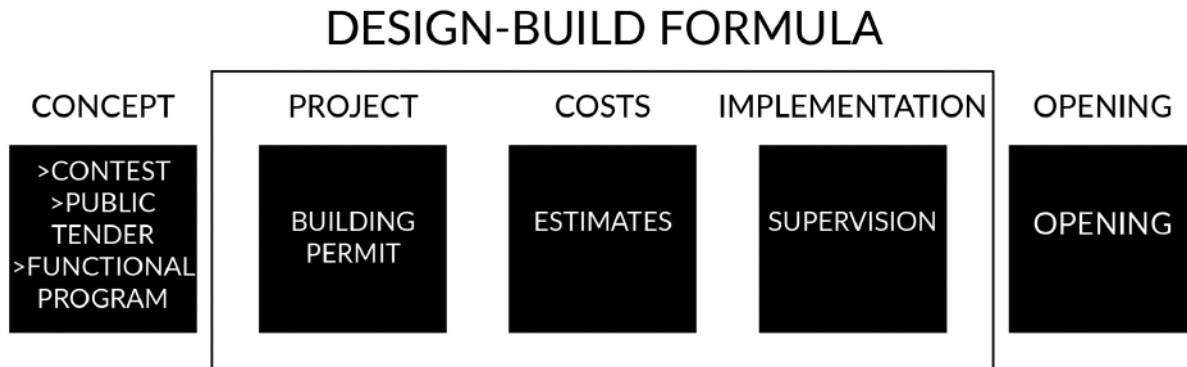 DESIGN-BUILD FORMULA
CONCEPT
PROJECT
COSTS
IMPLEMENTATION
OPENING
>CONTEST
>PUBLIC
TENDER
>FUNCTIONAL
PROGRAM
BUILDING
PERMIT
ESTIMATES
SUPERVISION
OPENING